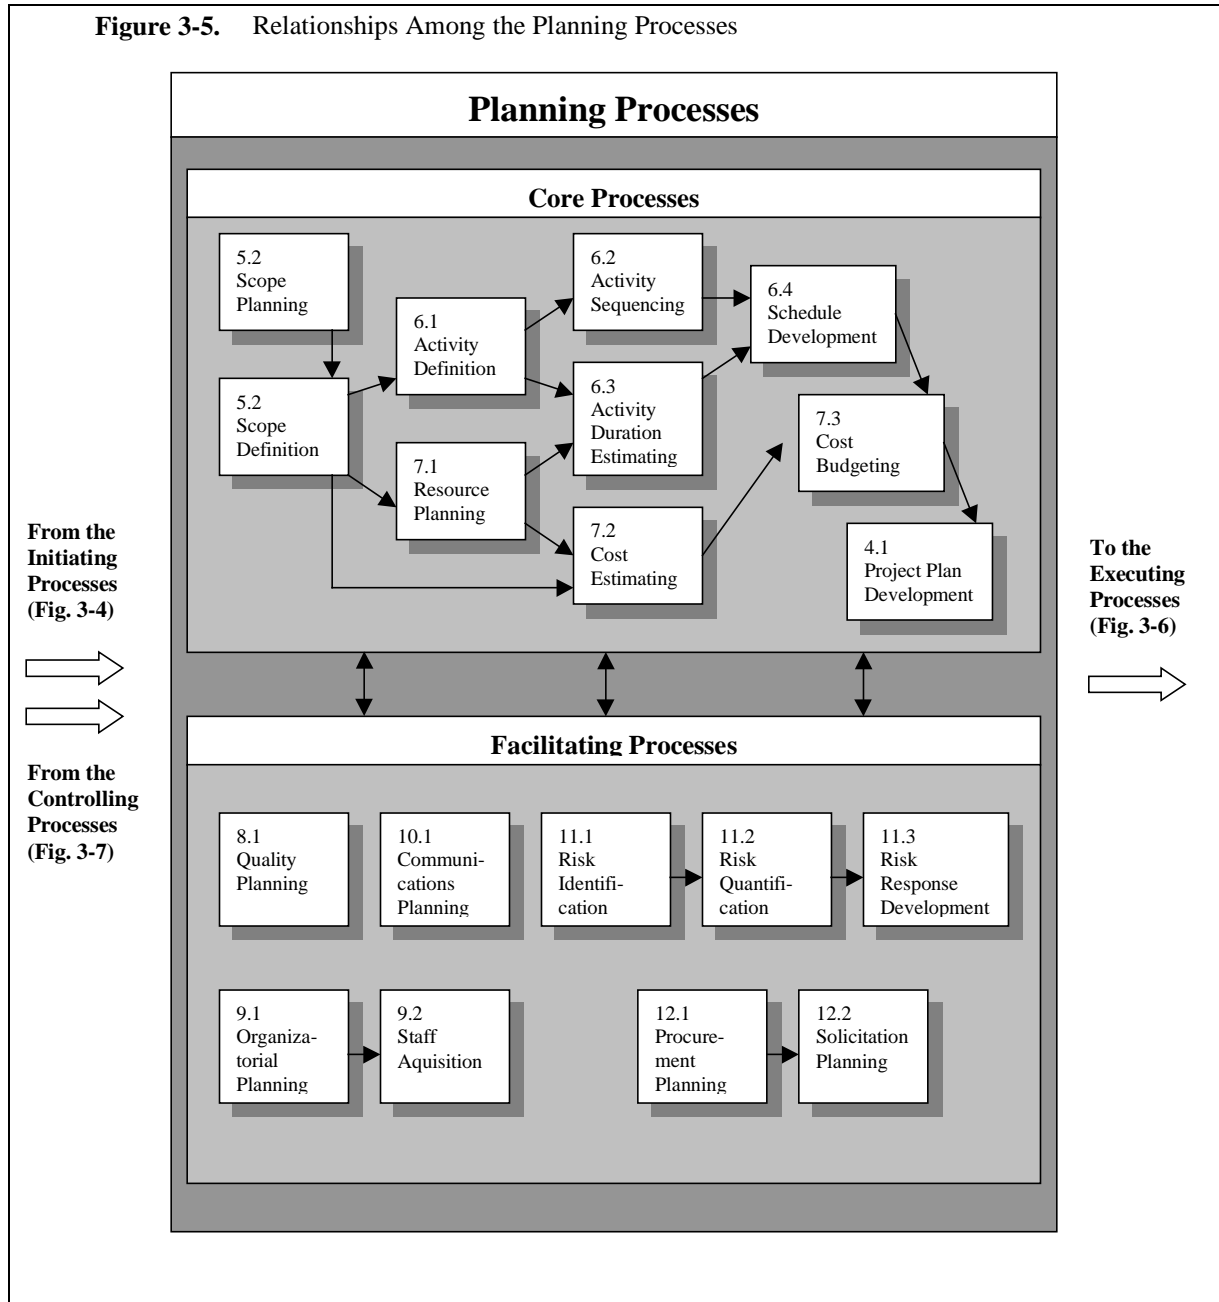 Figure 3-5. Relationships Among the Planning Processes
Planning Processes
Core Processes
5.2
Scope
Planning
5.2
Scope
Definition
6.1
Activity
Definition
7.1
Resource
Planning
6.2
Activity
Sequencing
6.3
Activity
Duration
Estimating
7.2
Cost
Estimating
6.4
Schedule
Development
7.3
Cost
Budgeting
4.1
Project Plan
Development
From the
Initiating
Processes
(Fig. 3-4)
From the
Controlling
Processes
(Fig. 3-7)
To the
Executing
Processes
(Fig. 3-6)
Facilitating Processes
8.1
Quality
Planning
10.1
Communi-
cations
Planning
11.1
Risk
Identifi-
cation
11.2
Risk
Quantifi-
cation
11.3
Risk
Response
Development
9.1
Organiza-
torial
Planning
9.2
Staff
Aquisition
12.1
Procure-
ment
Planning
12.2
Solicitation
Planning